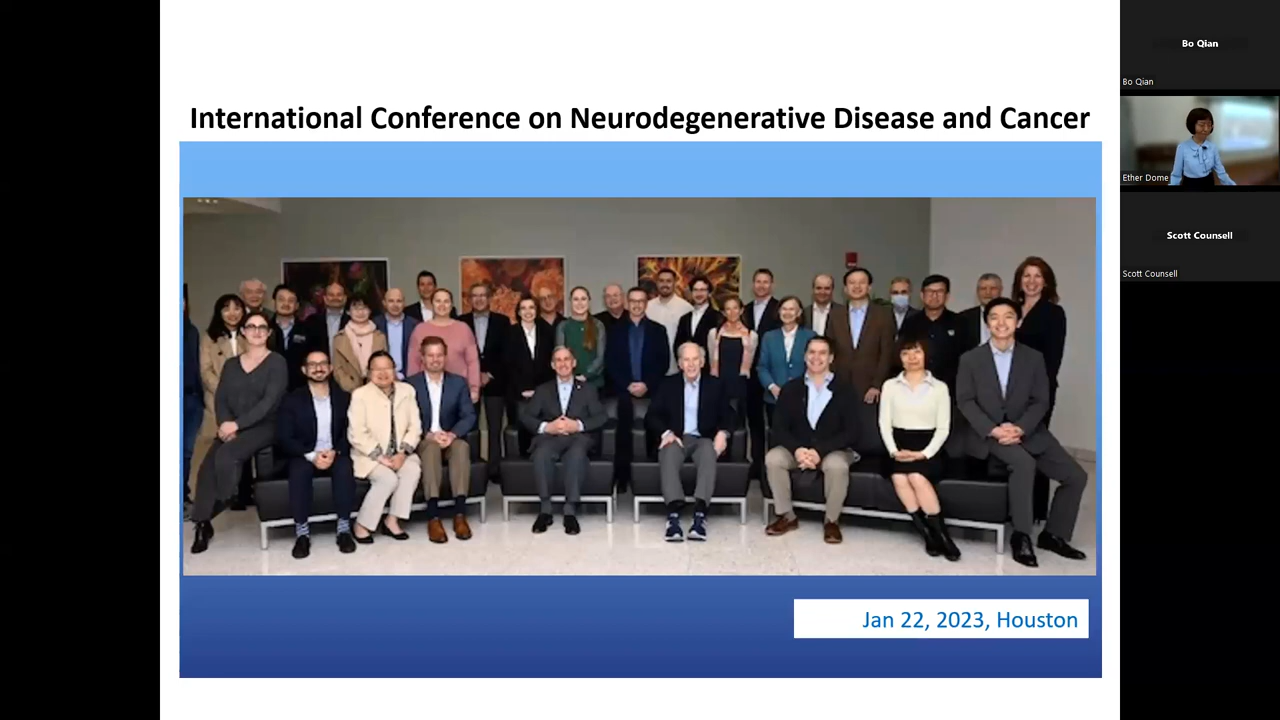 International Conference on Neurodegenerative Disease and Cancer
Jan 22, 2023, Houston
Bo Qian
Bo Qian
Ether Dome
Scott Counsell
Scott Counsell